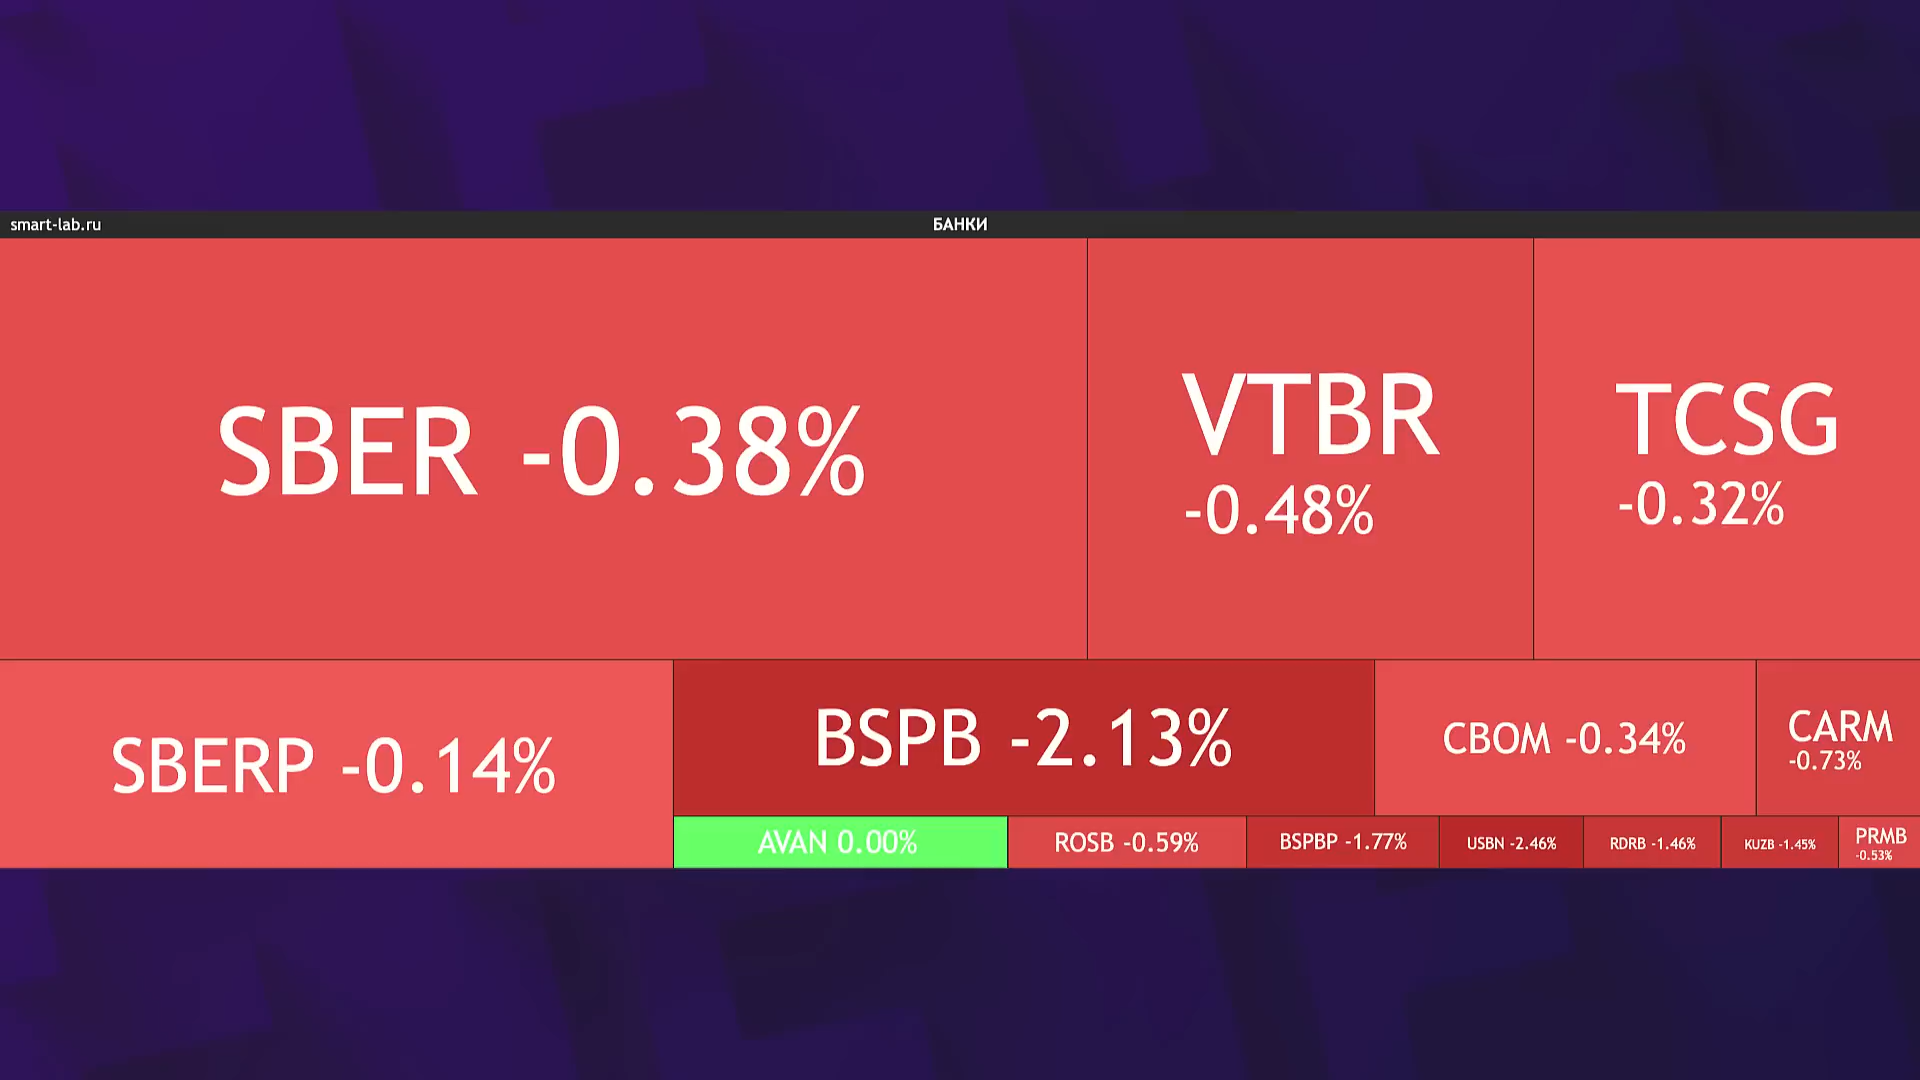 smart-lab.ru
БАНКИ
SBER -0.38%
VTBR
-0.48%
TCSG
-0.32%
SBERP -0.14%
BSPB -2.13%
CBOM -0.34%
CARM
-0.73%
AVAN 0.00%
ROSB -0.59%
BSPBP -1.77%
USBN -2.46%
RDRB -1.46%
KUZB -1.45%
PRMB
-0.53%